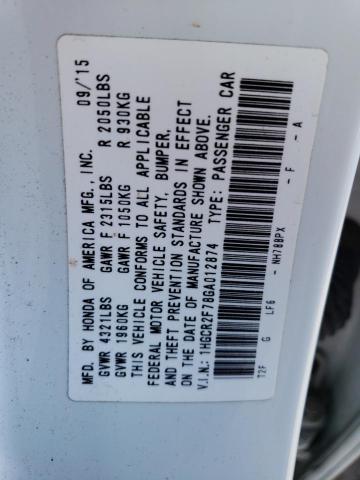 MFD. BY HONDA OF AMERICA MFG., INC. 09/15
GVWR 4321LBS GAWR F 2315LBS R 2050LBS
GVWR 1960KG GAWR F 1050KG R 930KG
THIS VEHICLE CONFORMS TO ALL APPLICABLE
FEDERAL MOTOR VEHICLE SAFETY, BUMPER,
AND THEFT PREVENTION STANDARDS IN EFFECT
ON THE DATE OF MANUFACTURE SHOWN ABOVE.
V.I.N.: 1HGCR2F78GA012874 TYPE: PASSENGER CAR
T2F G LF6 - NH788PX - F - A